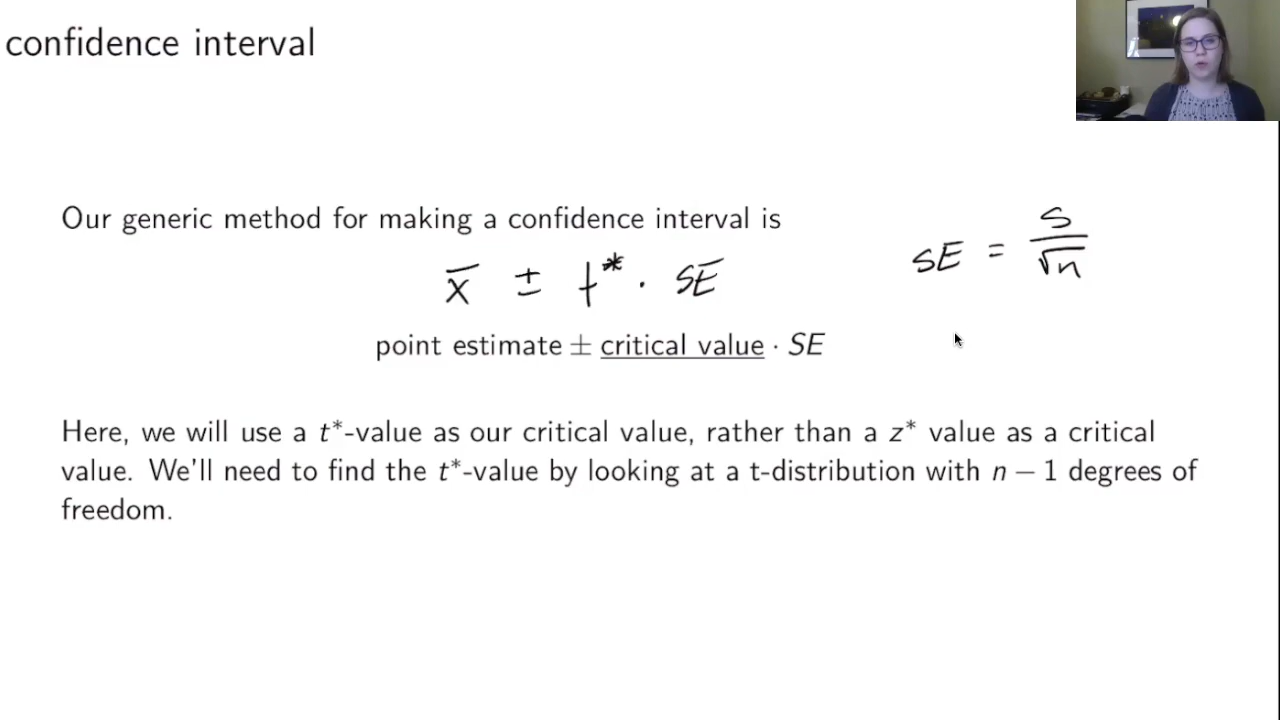 confidence interval
Our generic method for making a confidence interval is
SE = s/√n
x̄ ± t* · SE
point estimate ± critical value · SE
Here, we will use a t*-value as our critical value, rather than a z* value as a critical
value. We'll need to find the t*-value by looking at a t-distribution with n − 1 degrees of
freedom.